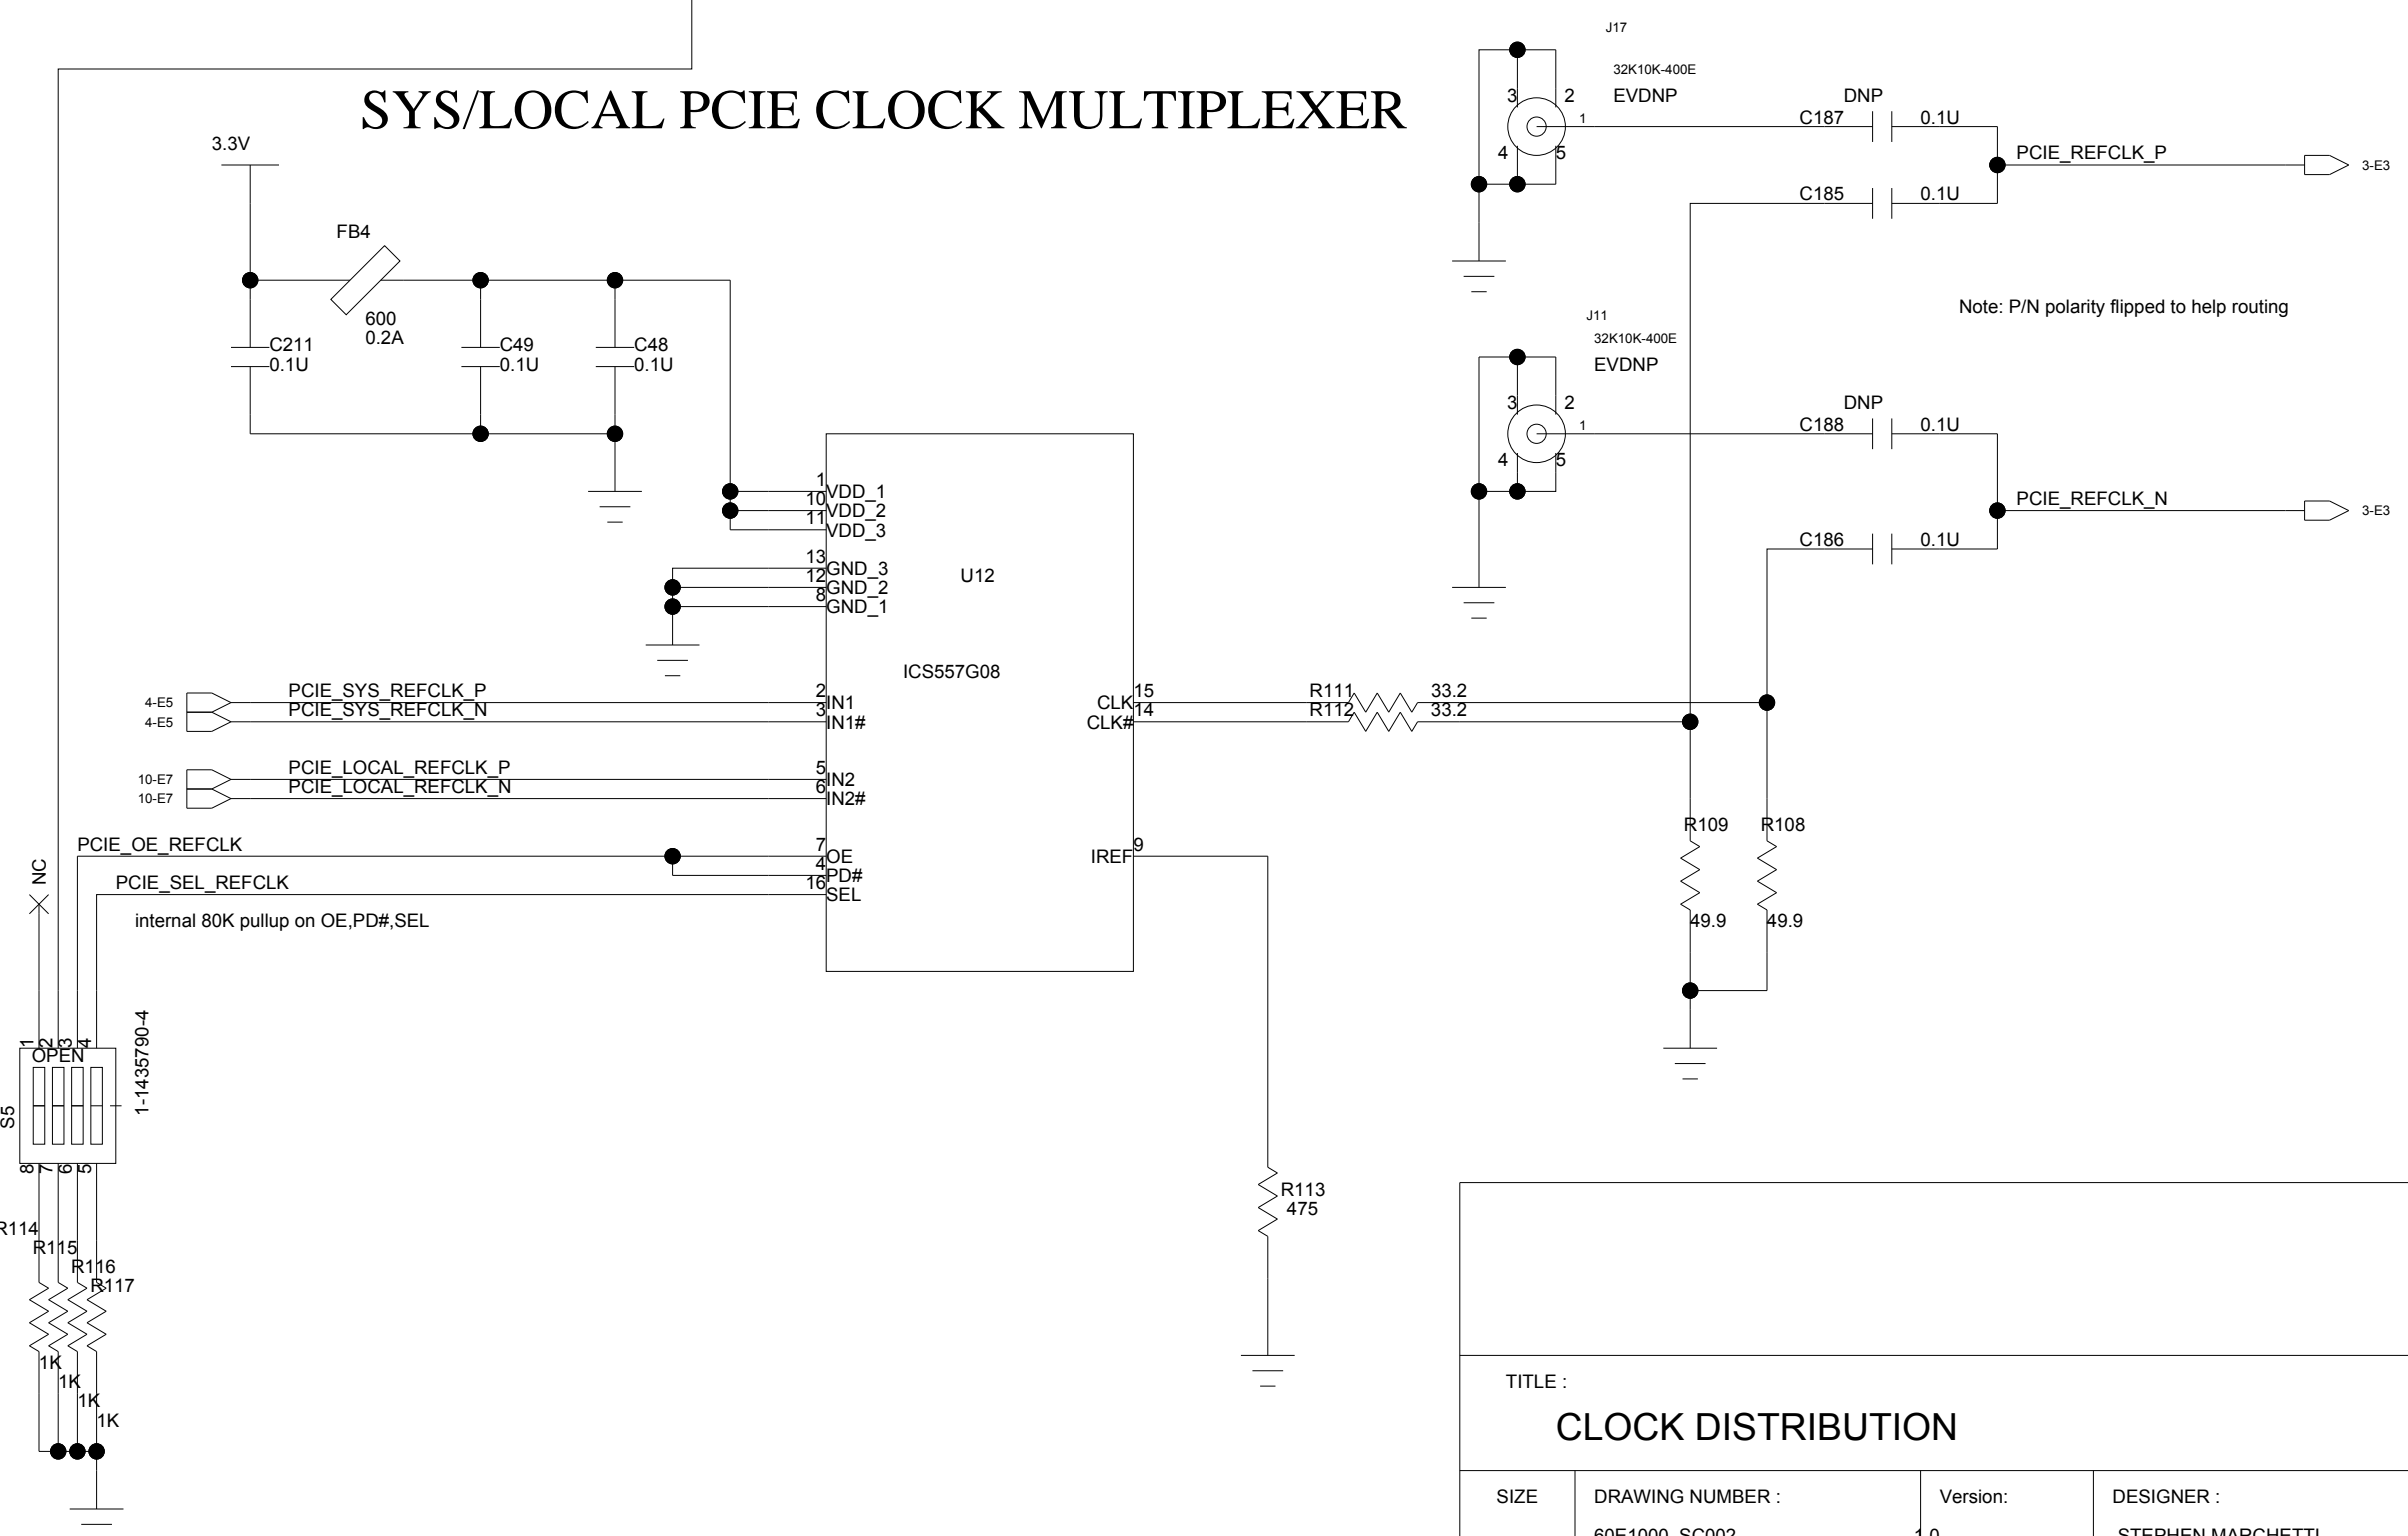 SYS/LOCAL PCIE CLOCK MULTIPLEXER
3.3V
FB4
600
0.2A
C211
0.1U
C49
0.1U
C48
0.1U
J17
32K10K-400E
EVDNP
3
2
1
4
5
DNP
C187
0.1U
C185
0.1U
PCIE_REFCLK_P
3-E3
Note: P/N polarity flipped to help routing
J11
32K10K-400E
EVDNP
3
2
1
4
5
DNP
C188
0.1U
C186
0.1U
PCIE_REFCLK_N
3-E3
1
VDD_1
10
VDD_2
11
VDD_3
13
GND_3
12
GND_2
8
GND_1
U12
ICS557G08
4-E5
PCIE_SYS_REFCLK_P
2
IN1
4-E5
PCIE_SYS_REFCLK_N
3
IN1#
10-E7
PCIE_LOCAL_REFCLK_P
5
IN2
10-E7
PCIE_LOCAL_REFCLK_N
6
IN2#
PCIE_OE_REFCLK
7
OE
4
PD#
PCIE_SEL_REFCLK
16
SEL
internal 80K pullup on OE,PD#,SEL
CLK
15
R111
33.2
CLK#
14
R112
33.2
IREF
9
R109
49.9
R108
49.9
R113
475
NC
1
2
3
4
OPEN
S5
1-1435790-4
8
7
6
5
R114
R115
R116
R117
1K
1K
1K
1K
TITLE :
CLOCK DISTRIBUTION
SIZE
DRAWING NUMBER :
Version:
DESIGNER :
60E1000_SC002
1.0
STEPHEN MARCHETTI